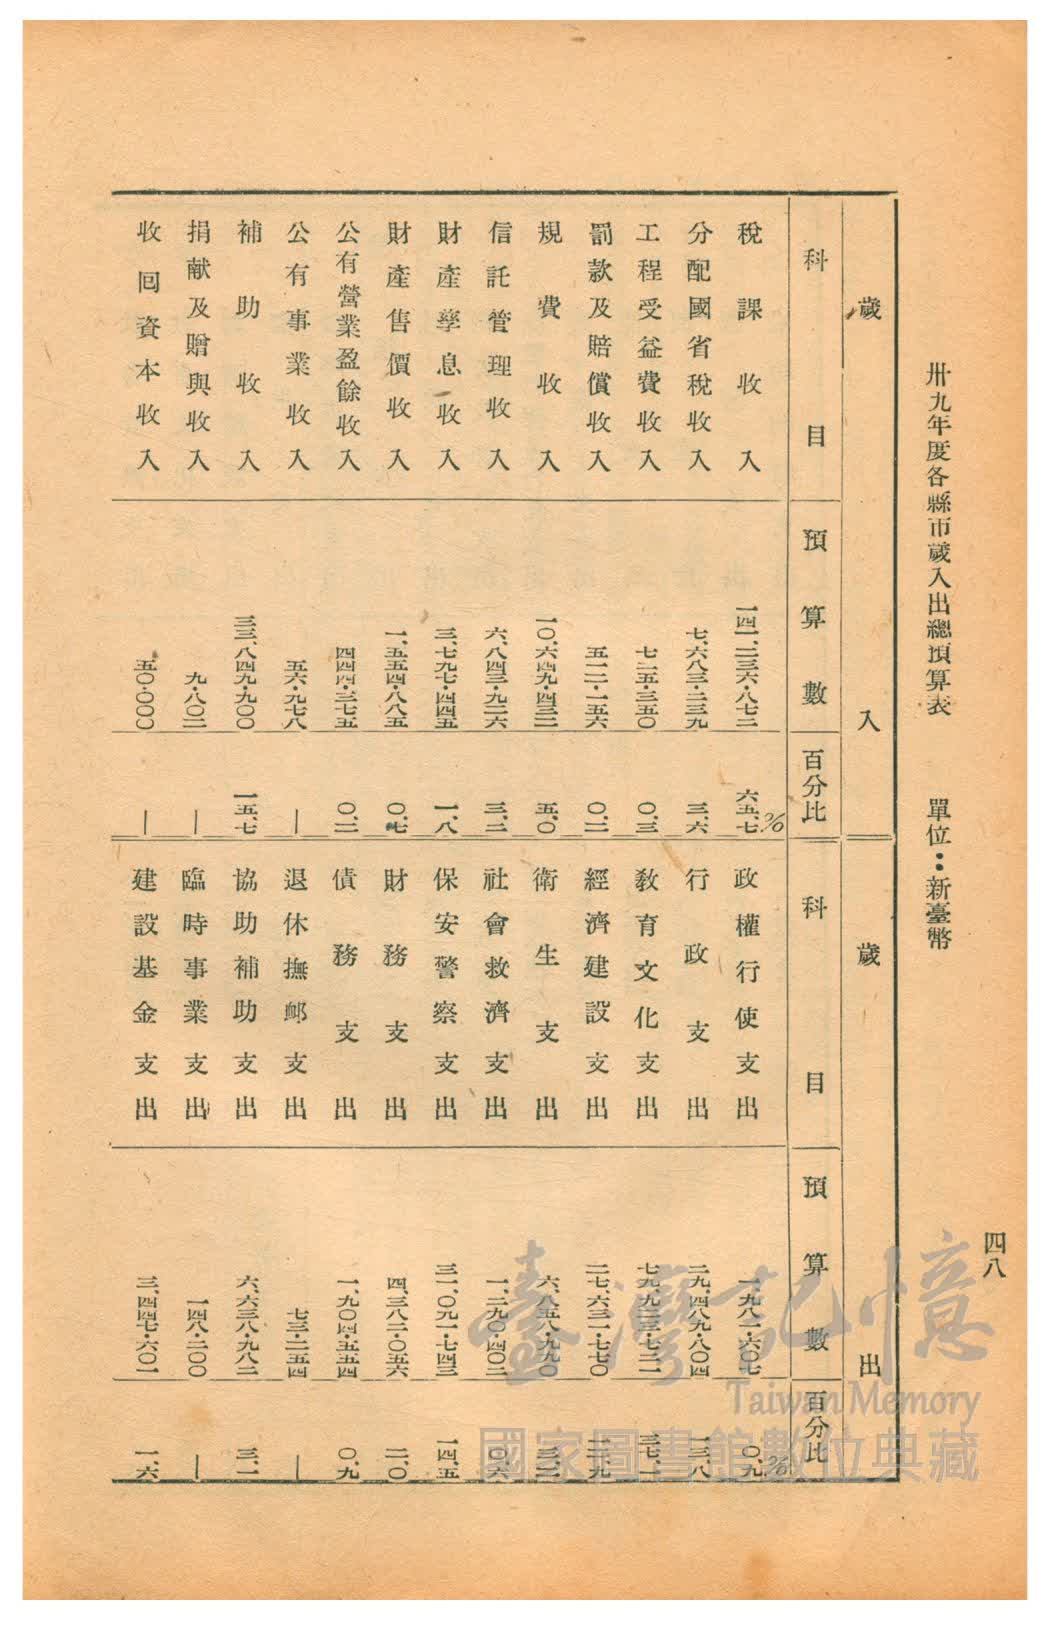 四八
卅九年度各縣市歲入出總預算表　單位：新臺幣
歲入　歲出
科目　預算數　百分比　科目　預算數　百分比
稅課收入　一四一、二三六・八七二　六五・七%　政權行使支出　一、九八一・六〇七　〇・九%
分配國省稅收入　七、六八三・二三九　三・六　行政支出　二九、四八九・八〇四　一三・八
工程受益費收入　七二五・三五〇　〇・三　教育文化支出　七九、九二三・七二一　三七・一
罰款及賠償收入　五二二・一五六　〇・二　經濟建設支出　二七、六三一・七七〇　一二・九
規費收入　一〇、六四九・四三二　五・〇　衛生支出　六、八五八・九九〇　三・二
信託管理收入　六、八四三・九二六　三・二　社會救濟支出　一、二九〇・四〇二　〇・六
財產孳息收入　三、七九七・四四五　一・八　保安警察支出　三一、〇九一・七四三　一四・五
財產售價收入　一、五五四・八八五　〇・七　財務支出　四、三八二・〇五六　二・〇
公有營業盈餘收入　四四四・三七五　〇・二　債務支出　一、九〇四・五五四　〇・九
公有事業收入　五六・九七八　—　退休撫卹支出　七三・二五四　—
補助收入　三三、八四九・九〇〇　一五・七　協助補助支出　六、六三八・九八二　三・一
捐献及贈與收入　九・八〇二　—　臨時事業支出　一四八・二〇〇　—
收回資本收入　五〇・〇〇〇　—　建設基金支出　三、四四七・六〇一　一・六
臺灣記憶
Taiwan Memory
國家圖書館數位典藏